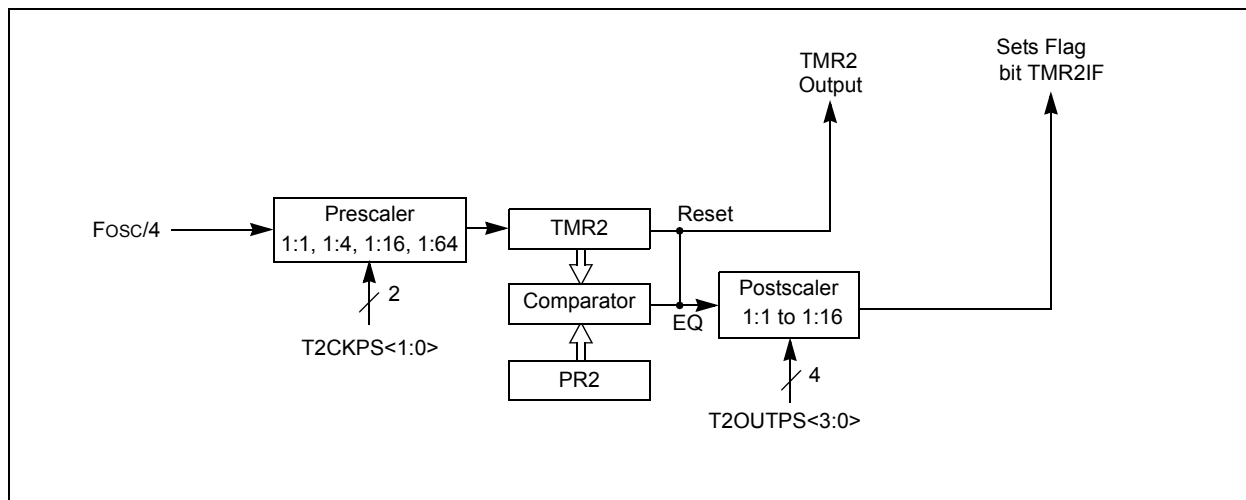 TMR2
Output
Sets Flag
bit TMR2IF
FOSC/4
Prescaler
1:1, 1:4, 1:16, 1:64
2
T2CKPS<1:0>
TMR2
Reset
Comparator
EQ
PR2
Postscaler
1:1 to 1:16
4
T2OUTPS<3:0>